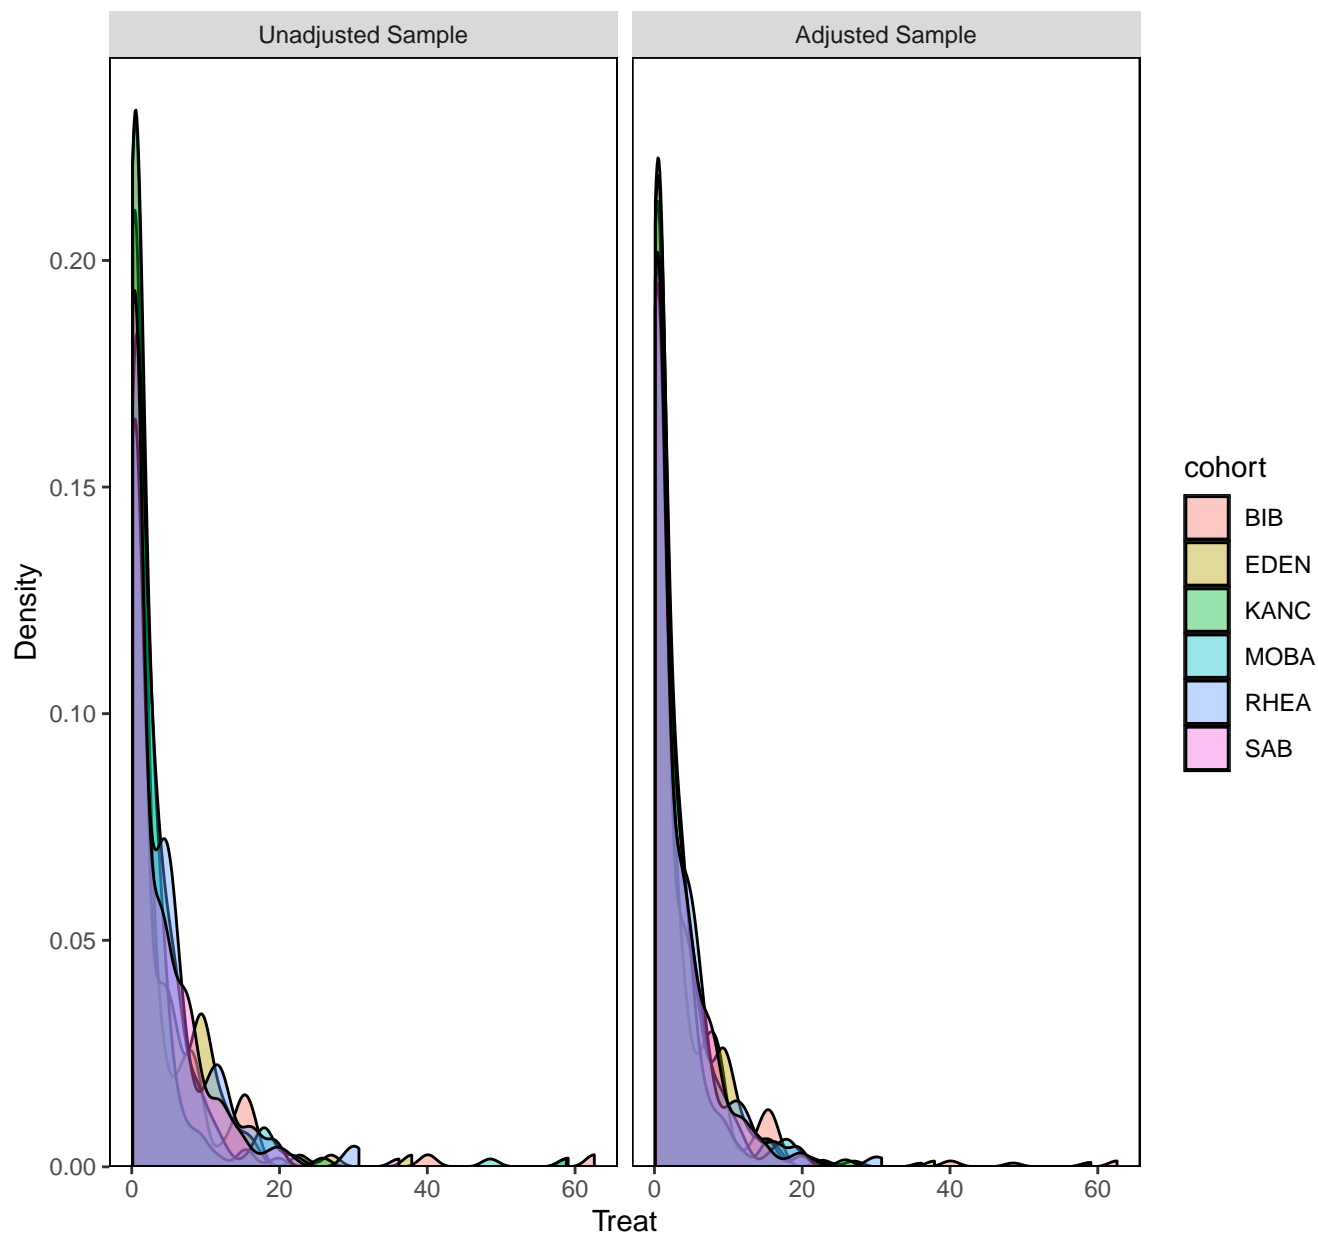 Unadjusted Sample
Adjusted Sample
0.20
0.15
0.10
0.05
0.00
Density
0
20
40
60
0
20
40
60
Treat
cohort
BIB
EDEN
KANC
MOBA
RHEA
SAB